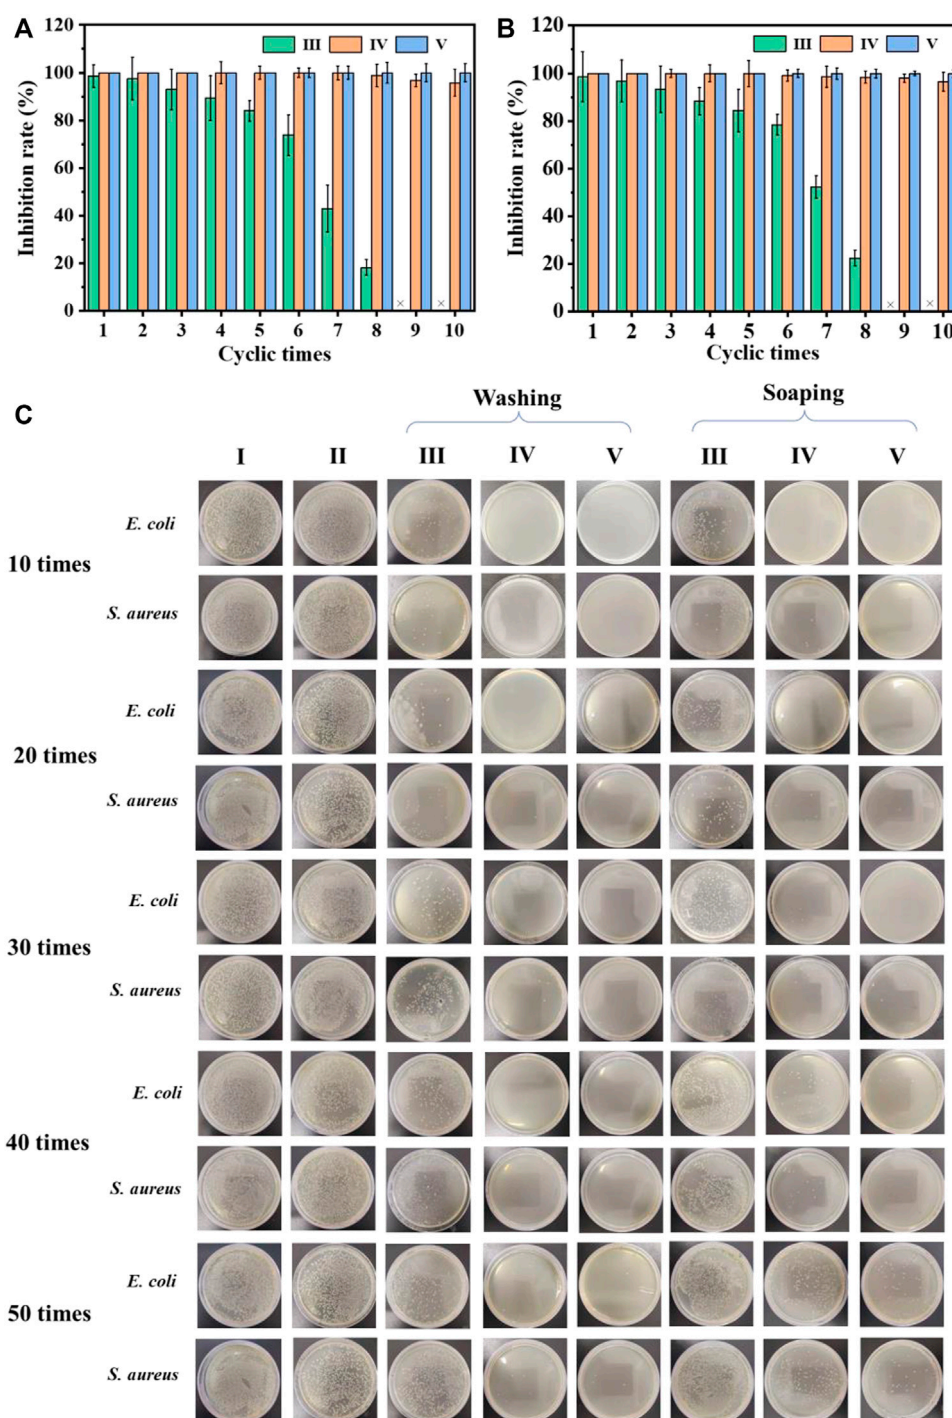 A
B
120
100
80
60
40
20
0
Inhibition rate (%)
III IV V
× ×
1 2 3 4 5 6 7 8 9 10
Cyclic times
120
100
80
60
40
20
0
Inhibition rate (%)
III IV V
× ×
1 2 3 4 5 6 7 8 9 10
Cyclic times
C
Washing Soaping
I II III IV V III IV V
E. coli
10 times
S. aureus
E. coli
20 times
S. aureus
E. coli
30 times
S. aureus
E. coli
40 times
S. aureus
E. coli
50 times
S. aureus